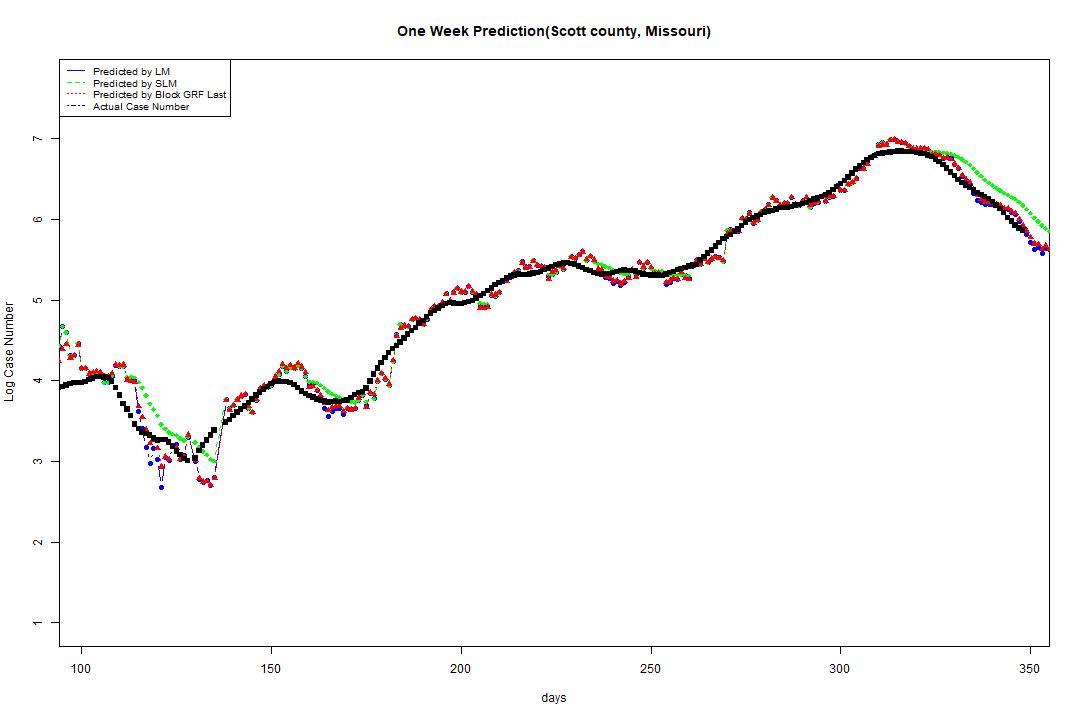 One Week Prediction(Scott county, Missouri)
Predicted by LM
Predicted by SLM
Predicted by Block GRF Last
Actual Case Number
7
6
5
4
3
2
1
Log Case Number
100 150 200 250 300 350
days